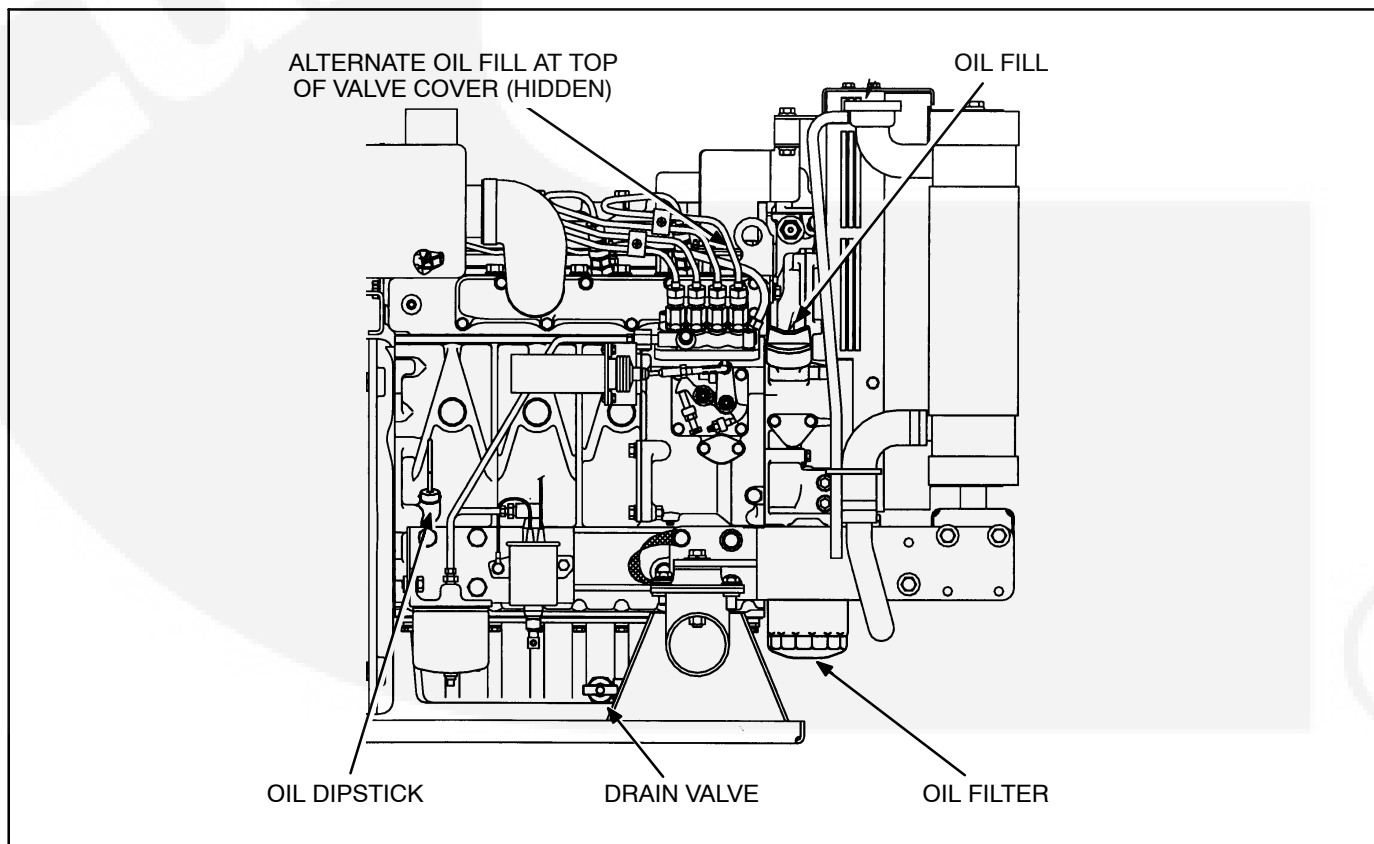 ALTERNATE OIL FILL AT TOP
OF VALVE COVER (HIDDEN)
OIL FILL
OIL DIPSTICK
DRAIN VALVE
OIL FILTER